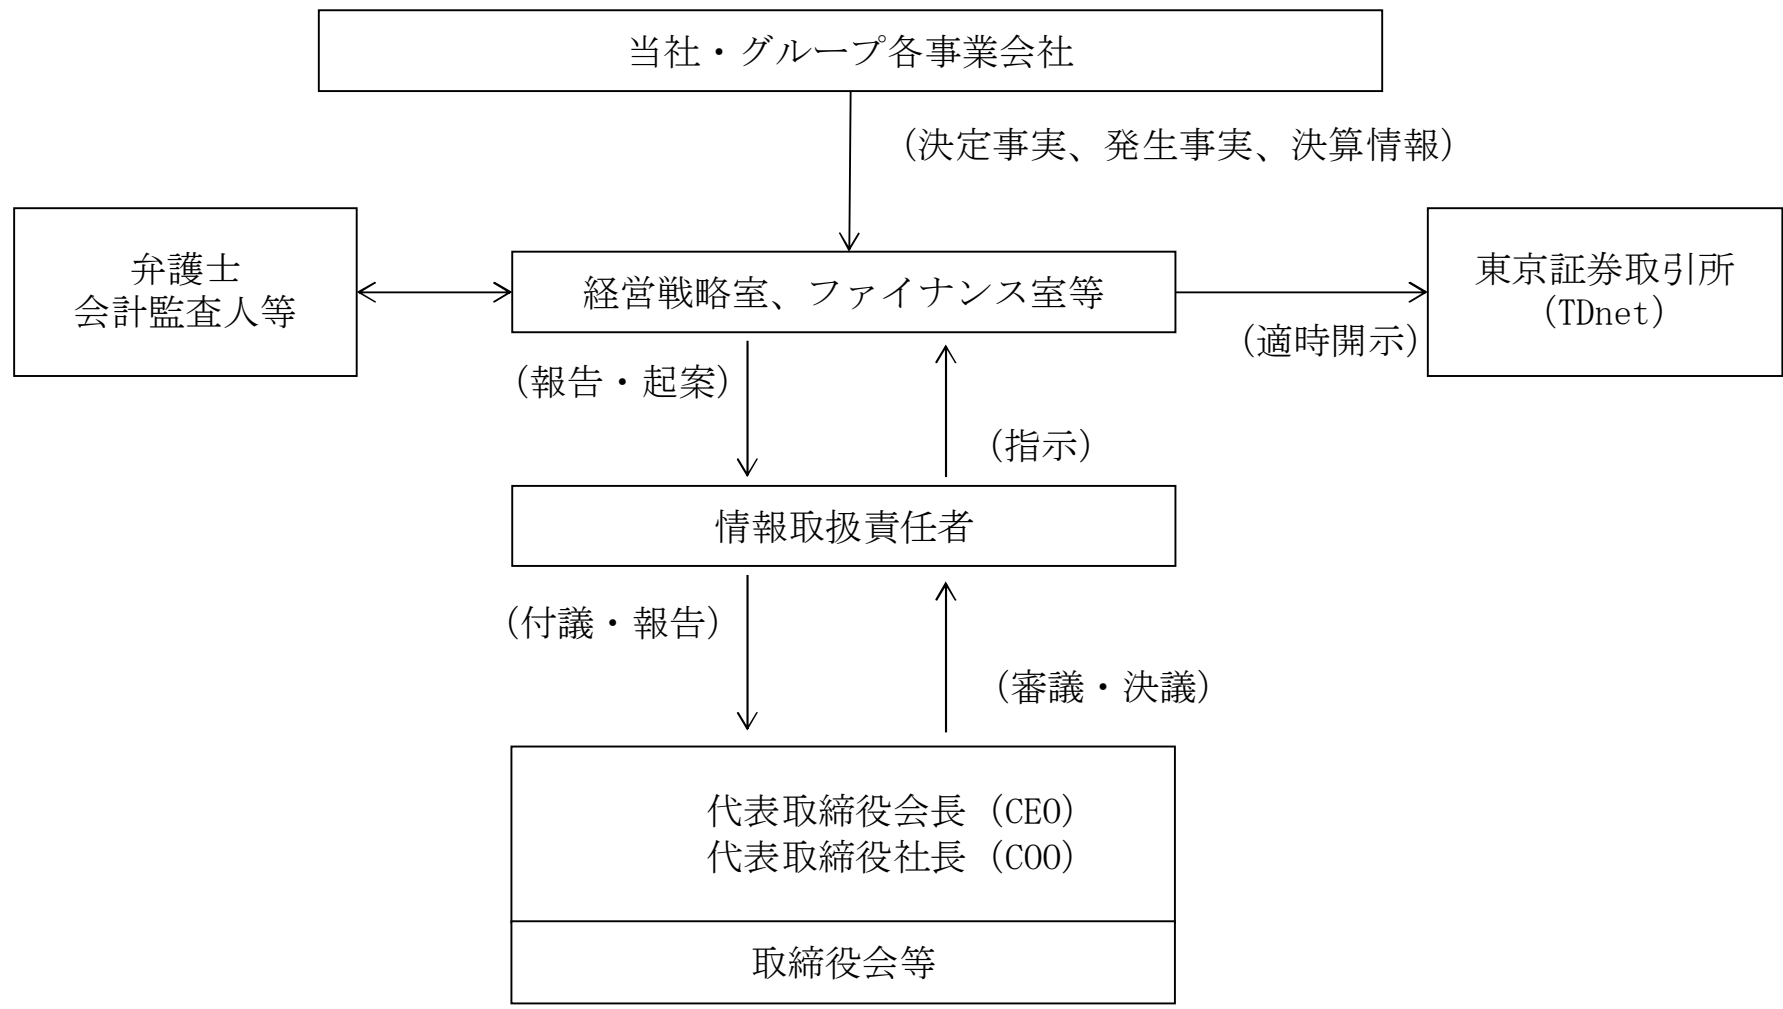 当社・グループ各事業会社
(決定事実、発生事実、決算情報)
弁護士
会計監査人等
経営戦略室、ファイナンス室等
東京証券取引所
(TDnet)
(適時開示)
(報告・起案)
(指示)
情報取扱責任者
(付議・報告)
(審議・決議)
代表取締役会長 (CEO)
代表取締役社長 (COO)
取締役会等